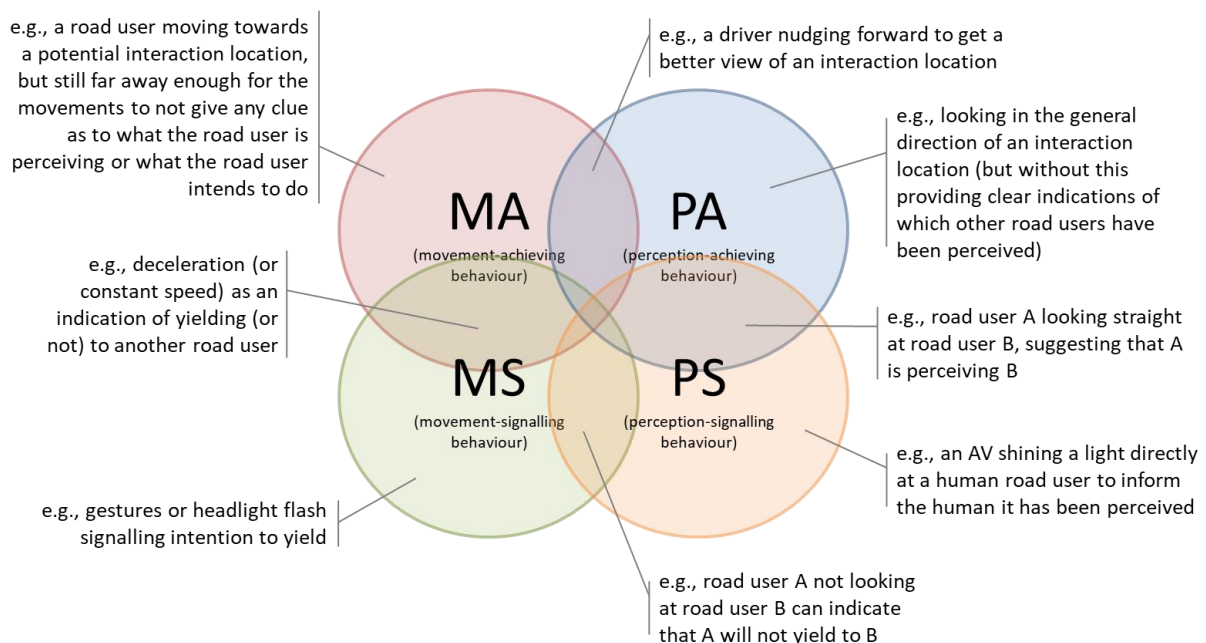 e.g., a road user moving towards
a potential interaction location,
but still far away enough for the
movements to not give any clue
as to what the road user is
perceiving or what the road user
intends to do
e.g., a driver nudging forward to get a
better view of an interaction location
e.g., looking in the general
direction of an interaction
location (but without this
providing clear indications of
which other road users have
been perceived)
MA
(movement-achieving
behaviour)
PA
(perception-achieving
behaviour)
e.g., deceleration (or
constant speed) as an
indication of yielding (or
not) to another road user
e.g., road user A looking straight
at road user B, suggesting that A
is perceiving B
MS
(movement-signalling
behaviour)
PS
(perception-signalling
behaviour)
e.g., an AV shining a light directly
at a human road user to inform
the human it has been perceived
e.g., gestures or headlight flash
signalling intention to yield
e.g., road user A not looking
at road user B can indicate
that A will not yield to B